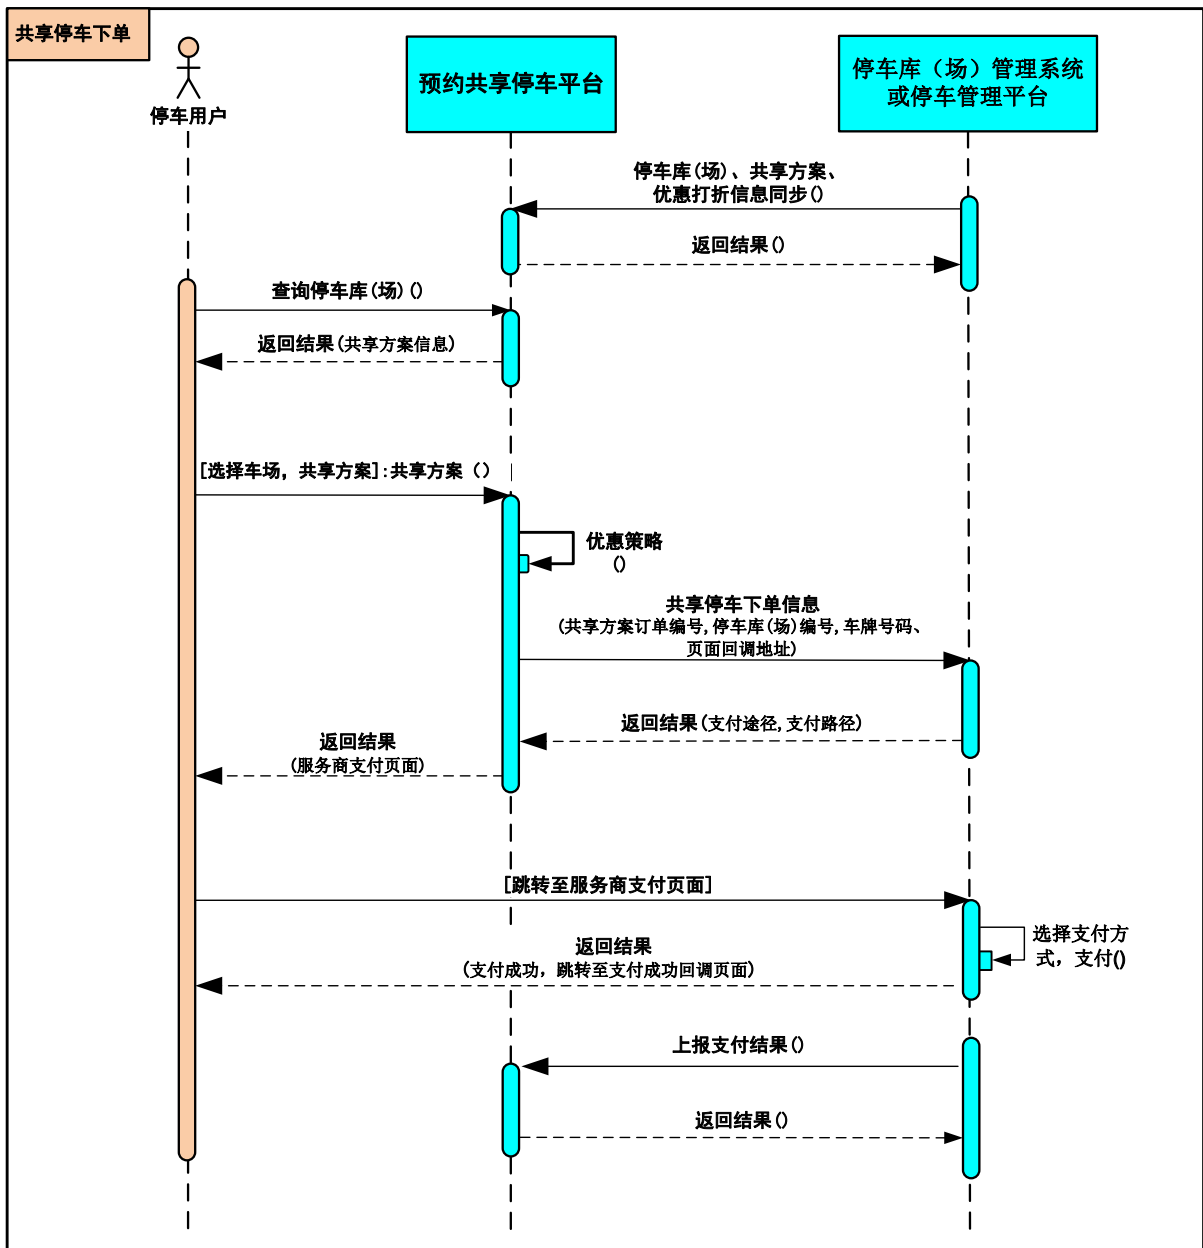 共享停车下单
停车用户
预约共享停车平台
停车库（场）管理系统
或停车管理平台
停车库(场)、共享方案、
优惠打折信息同步()
返回结果()
查询停车库(场)()
返回结果(共享方案信息)
[选择车场，共享方案]:共享方案（）
优惠策略
()
共享停车下单信息
(共享方案订单编号,停车库(场)编号,车牌号码、
页面回调地址)
返回结果(支付途径,支付路径)
返回结果
(服务商支付页面)
[跳转至服务商支付页面]
选择支付方
式，支付()
返回结果
(支付成功，跳转至支付成功回调页面)
上报支付结果()
返回结果()